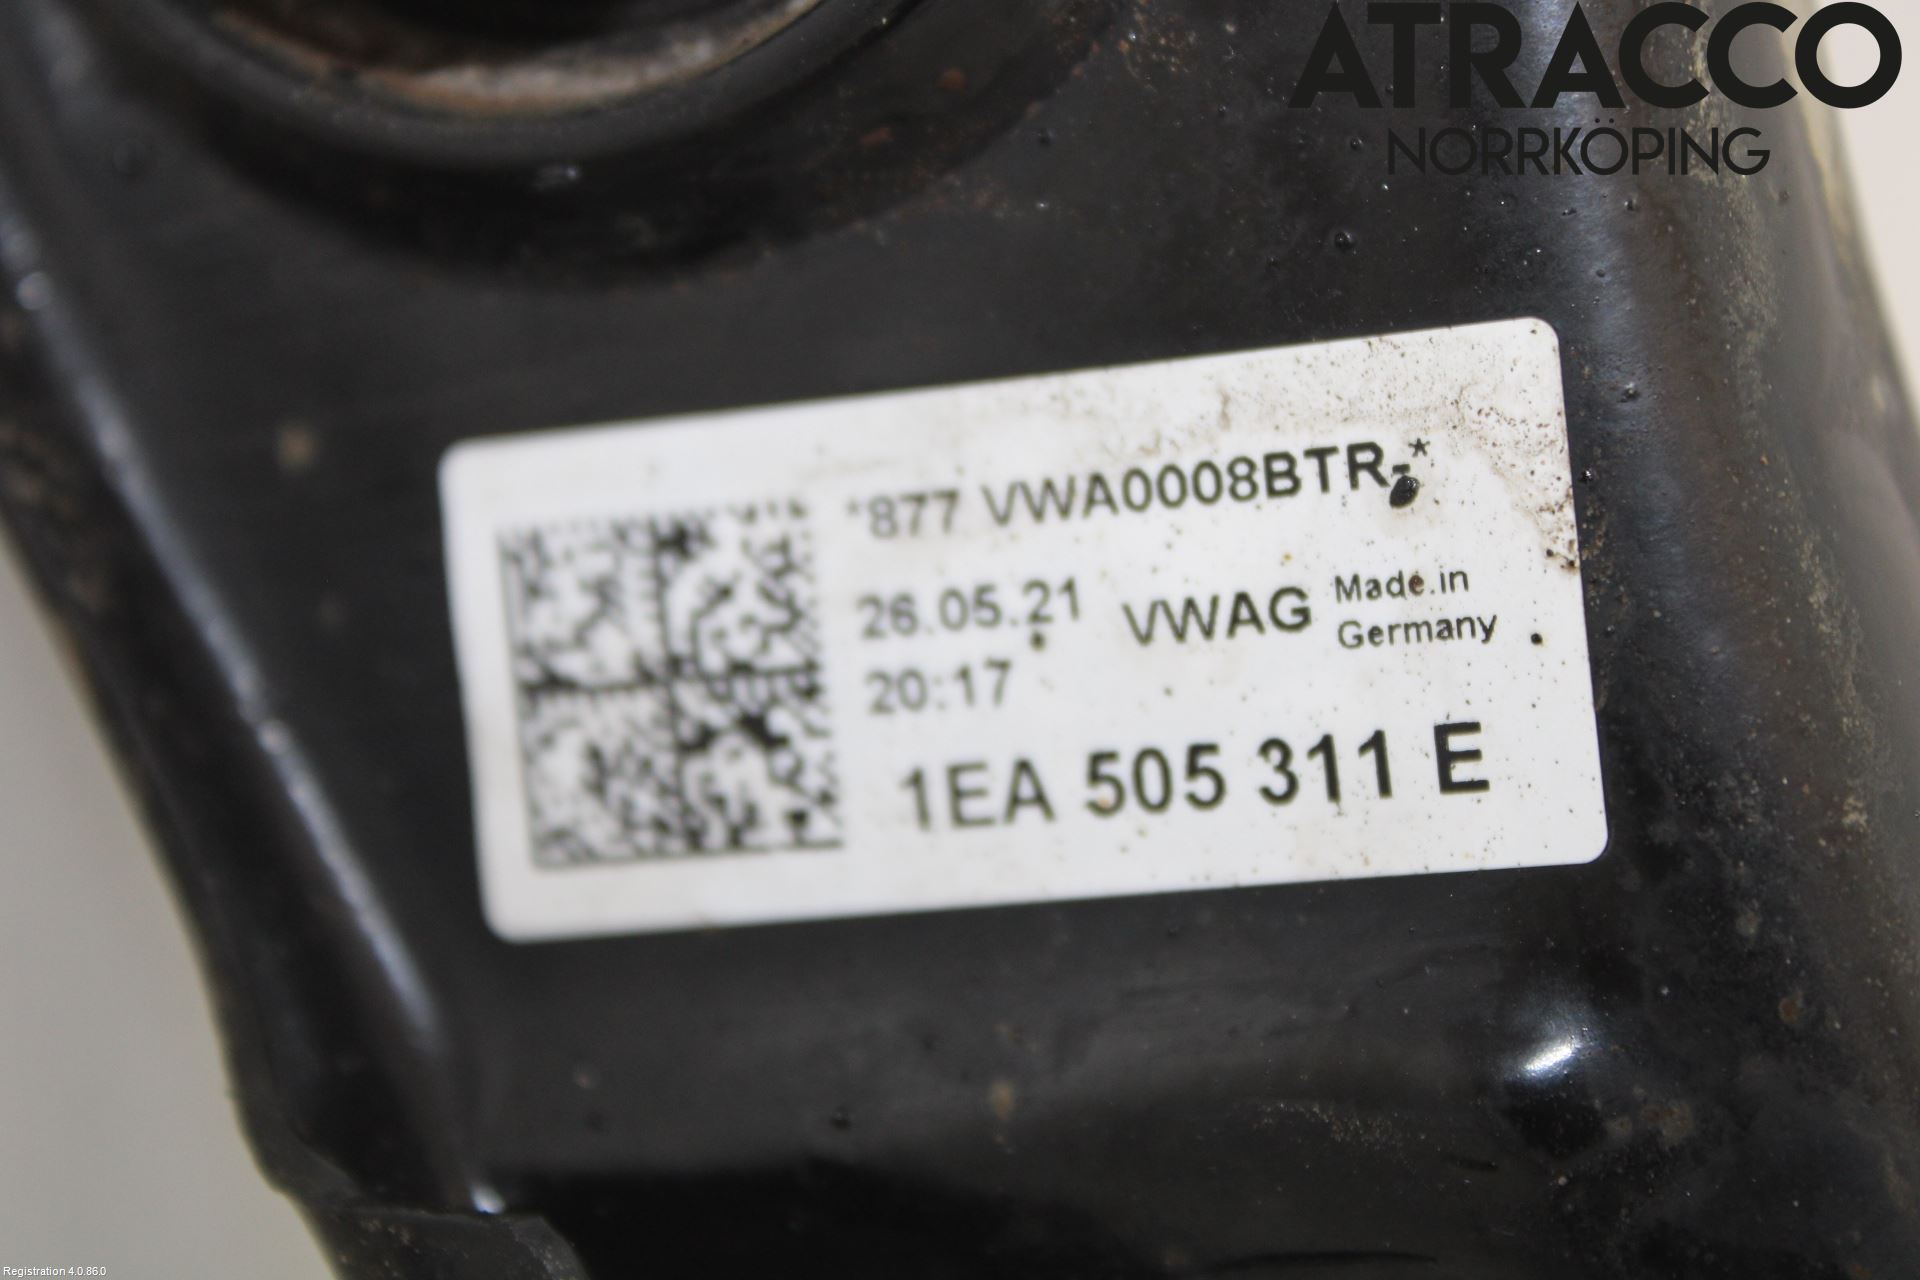 ATRACCO
NORRKÖPING
*877 VWA0008BTR-*
26.05.21 VWAG Made in
Germany
20:17
1EA 505 311 E
Registration 4.0.86.0